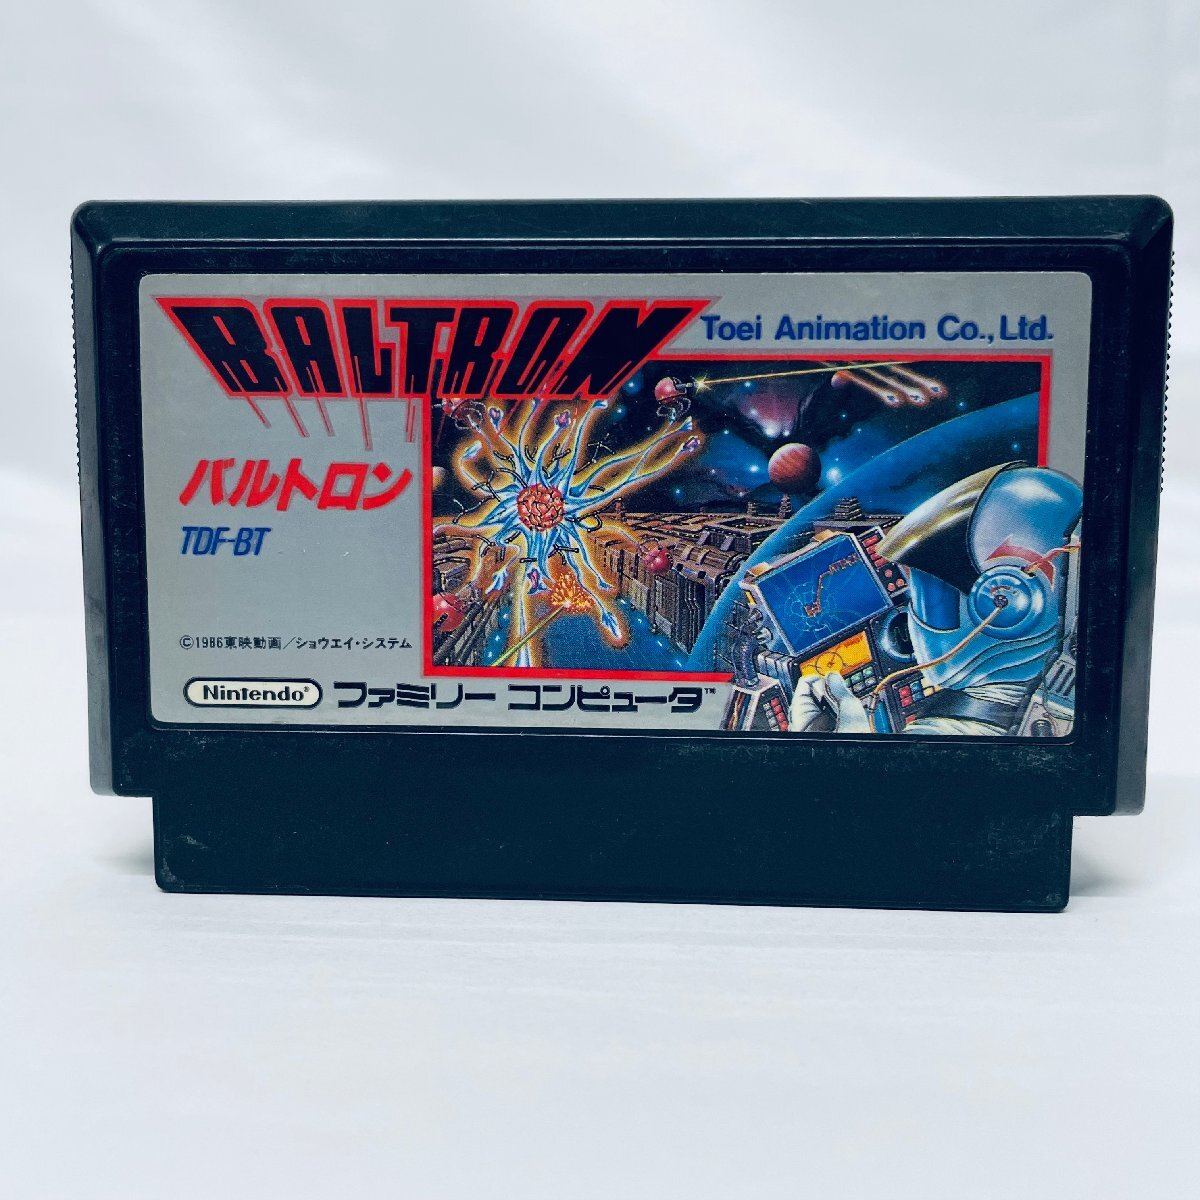 BALTRON
Toei Animation Co., Ltd.
バルトロン
TDF-BT
©1986東映動画/ショウエイ・システム
Nintendo® ファミリー コンピュータ™